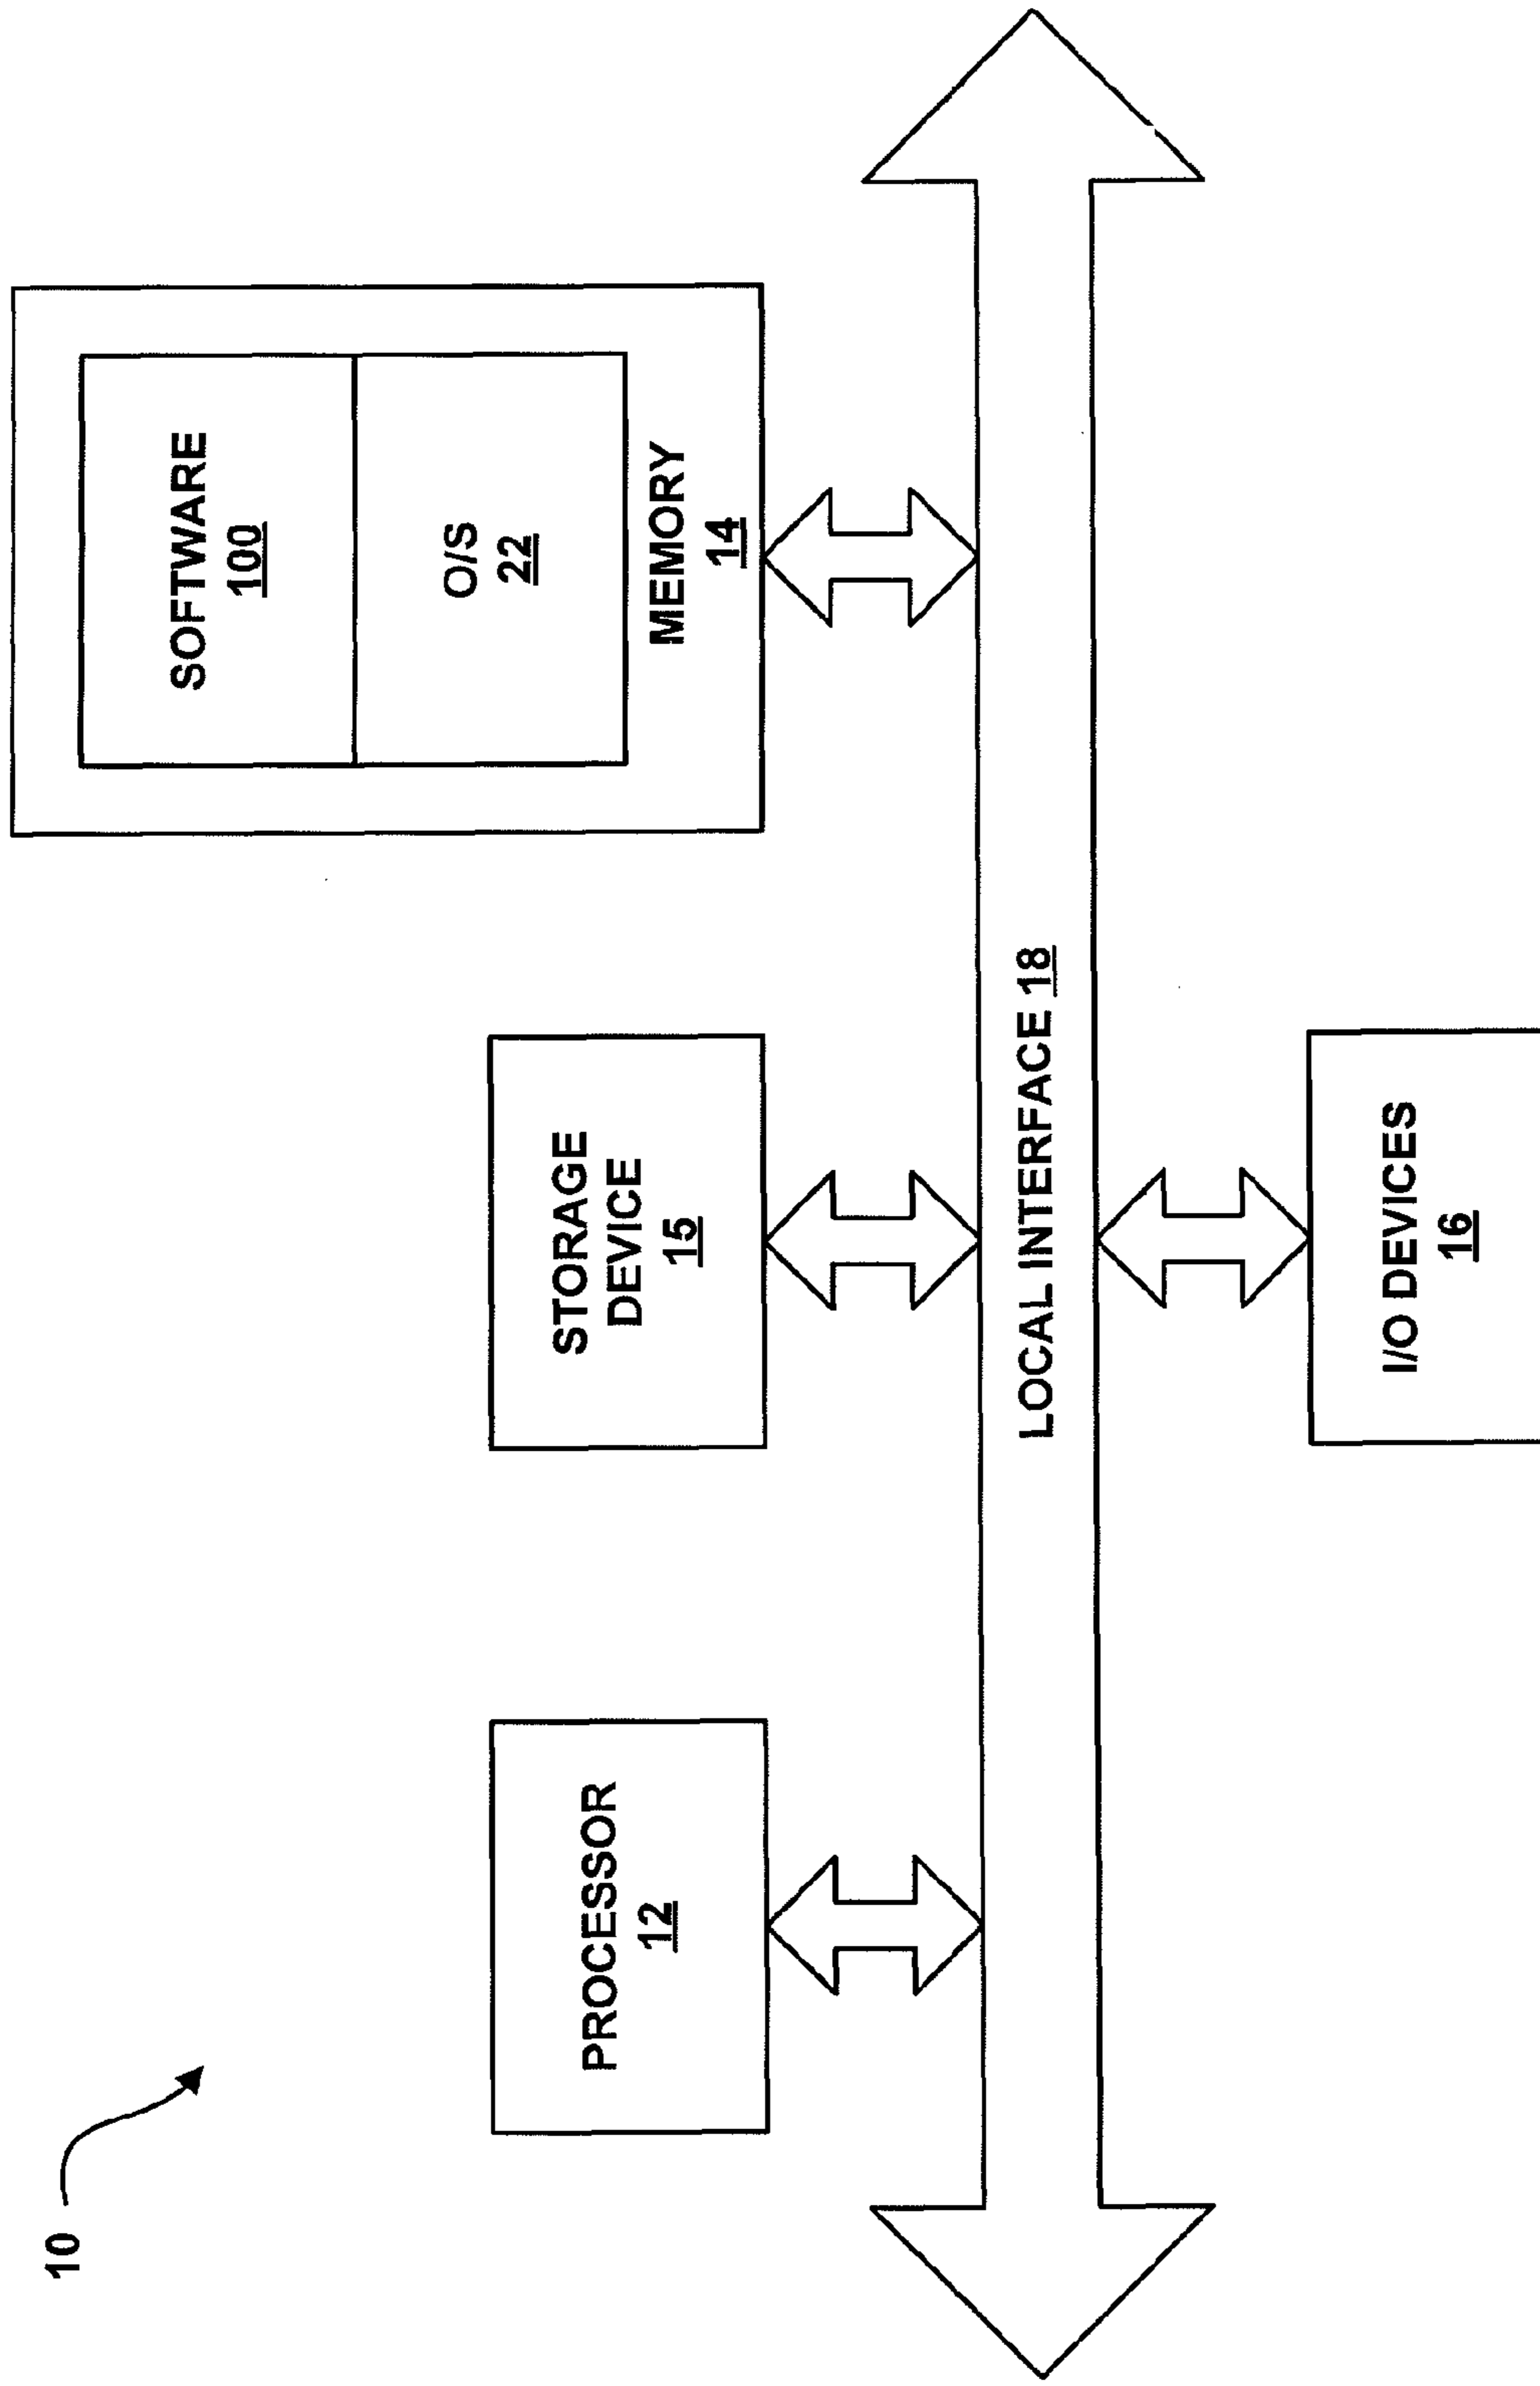 10
SOFTWARE
100
O/S
22
MEMORY
14
PROCESSOR
12
STORAGE
DEVICE
15
LOCAL INTERFACE 18
I/O DEVICES
16